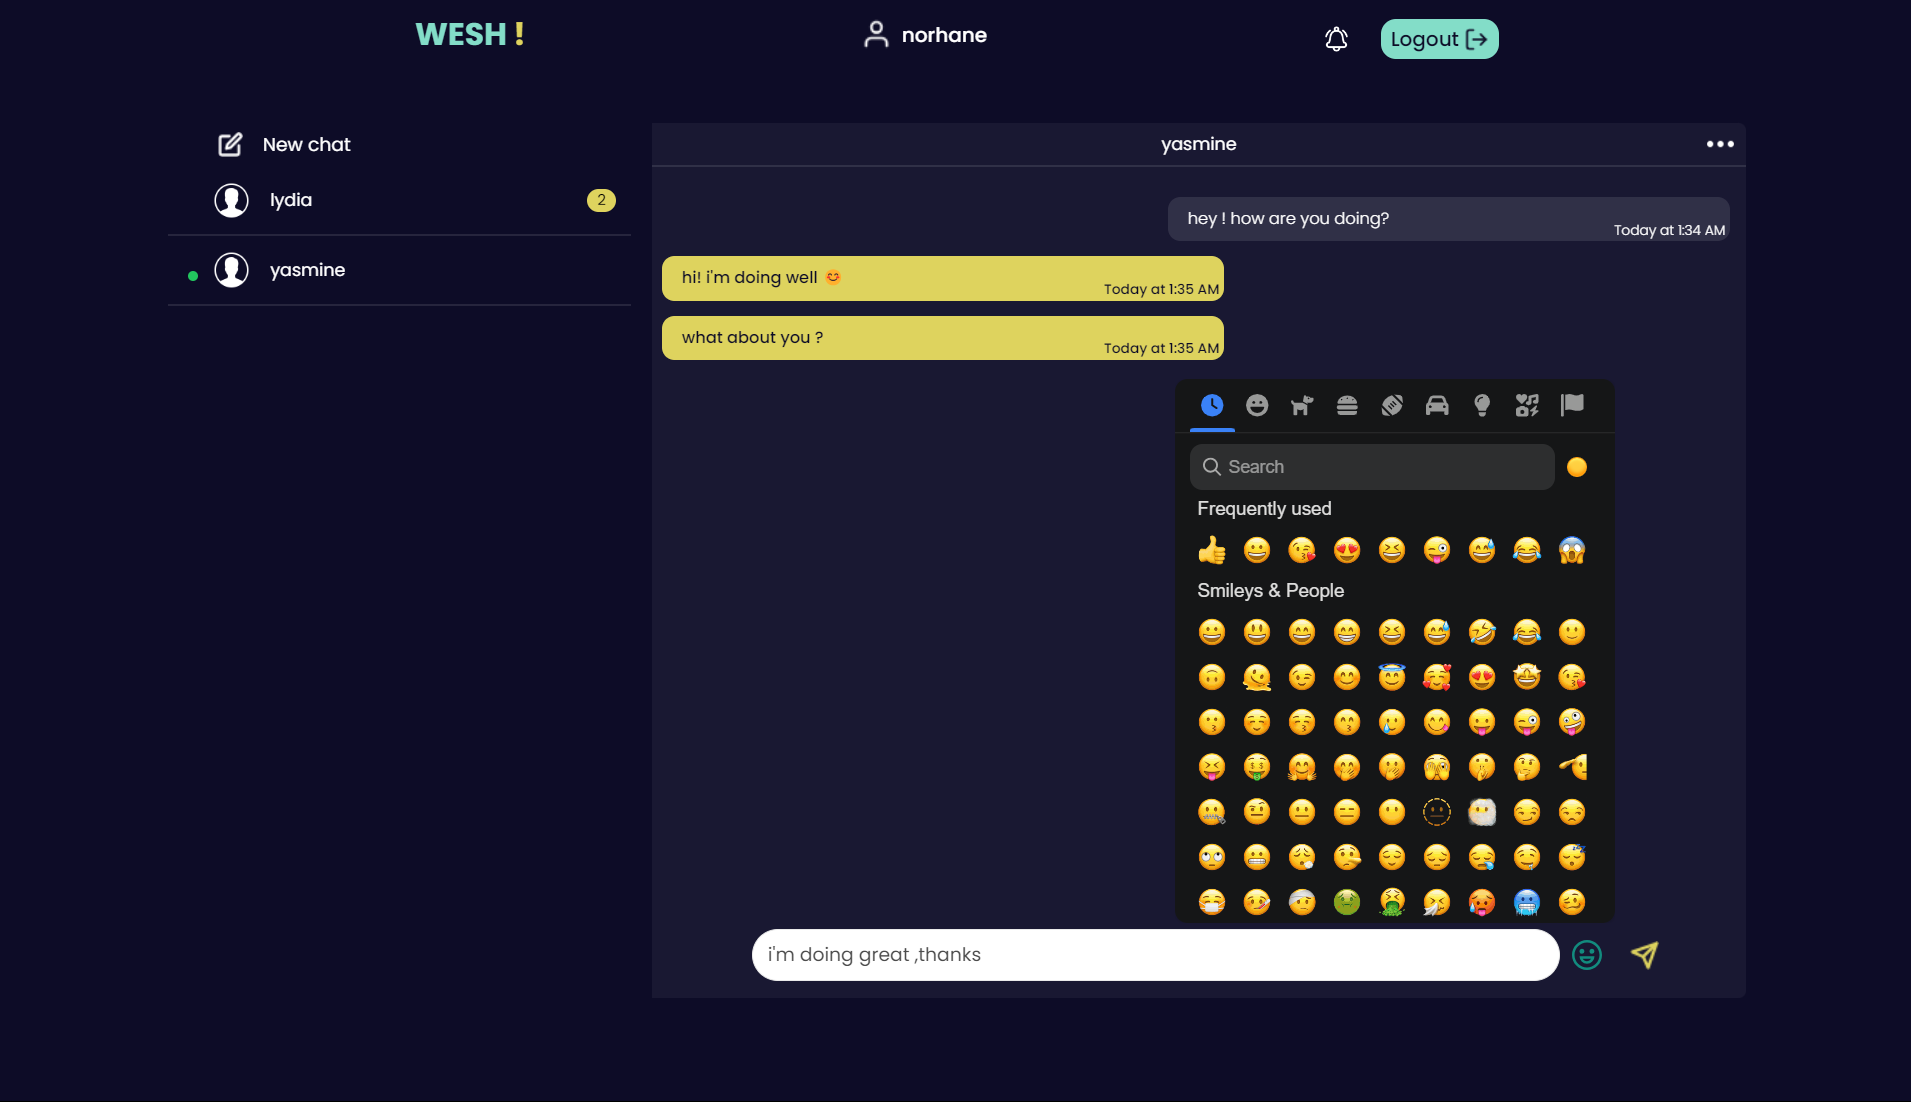 WESH !
norhane
Logout
New chat
lydia
2
yasmine
yasmine
hey ! how are you doing?
Today at 1:34 AM
hi! i'm doing well 😊
Today at 1:35 AM
what about you ?
Today at 1:35 AM
Search
Frequently used
Smileys & People
i'm doing great ,thanks